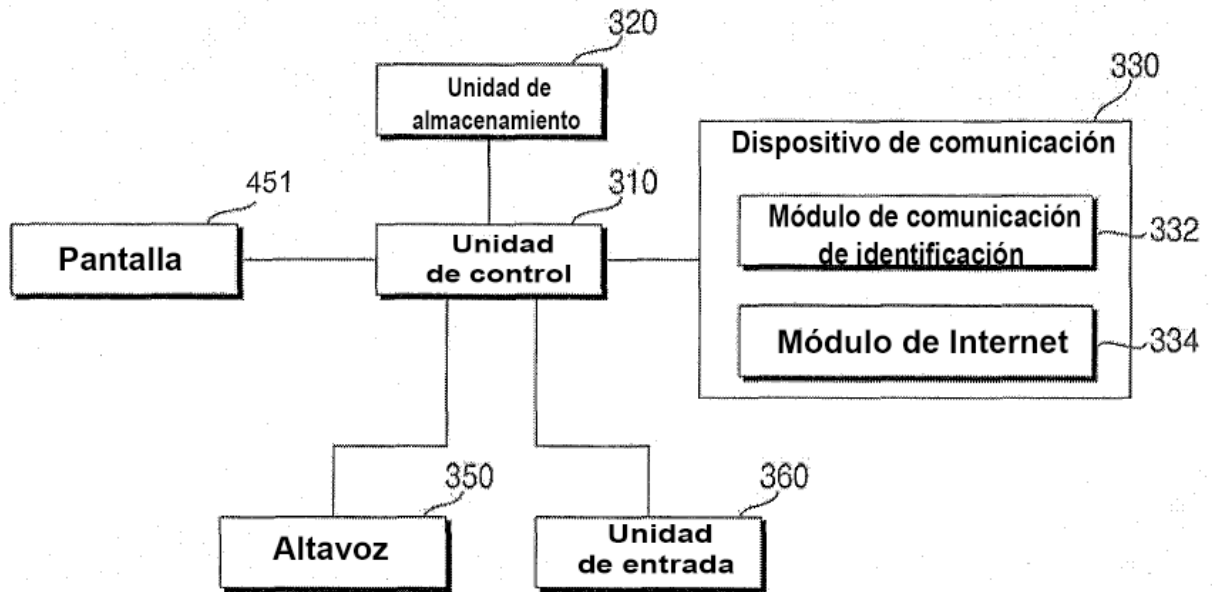 320
Unidad de
almacenamiento
330
Dispositivo de comunicación
451
310
Pantalla
Unidad
de control
Módulo de comunicación
de identificación
332
Módulo de Internet
334
350
360
Altavoz
Unidad
de entrada